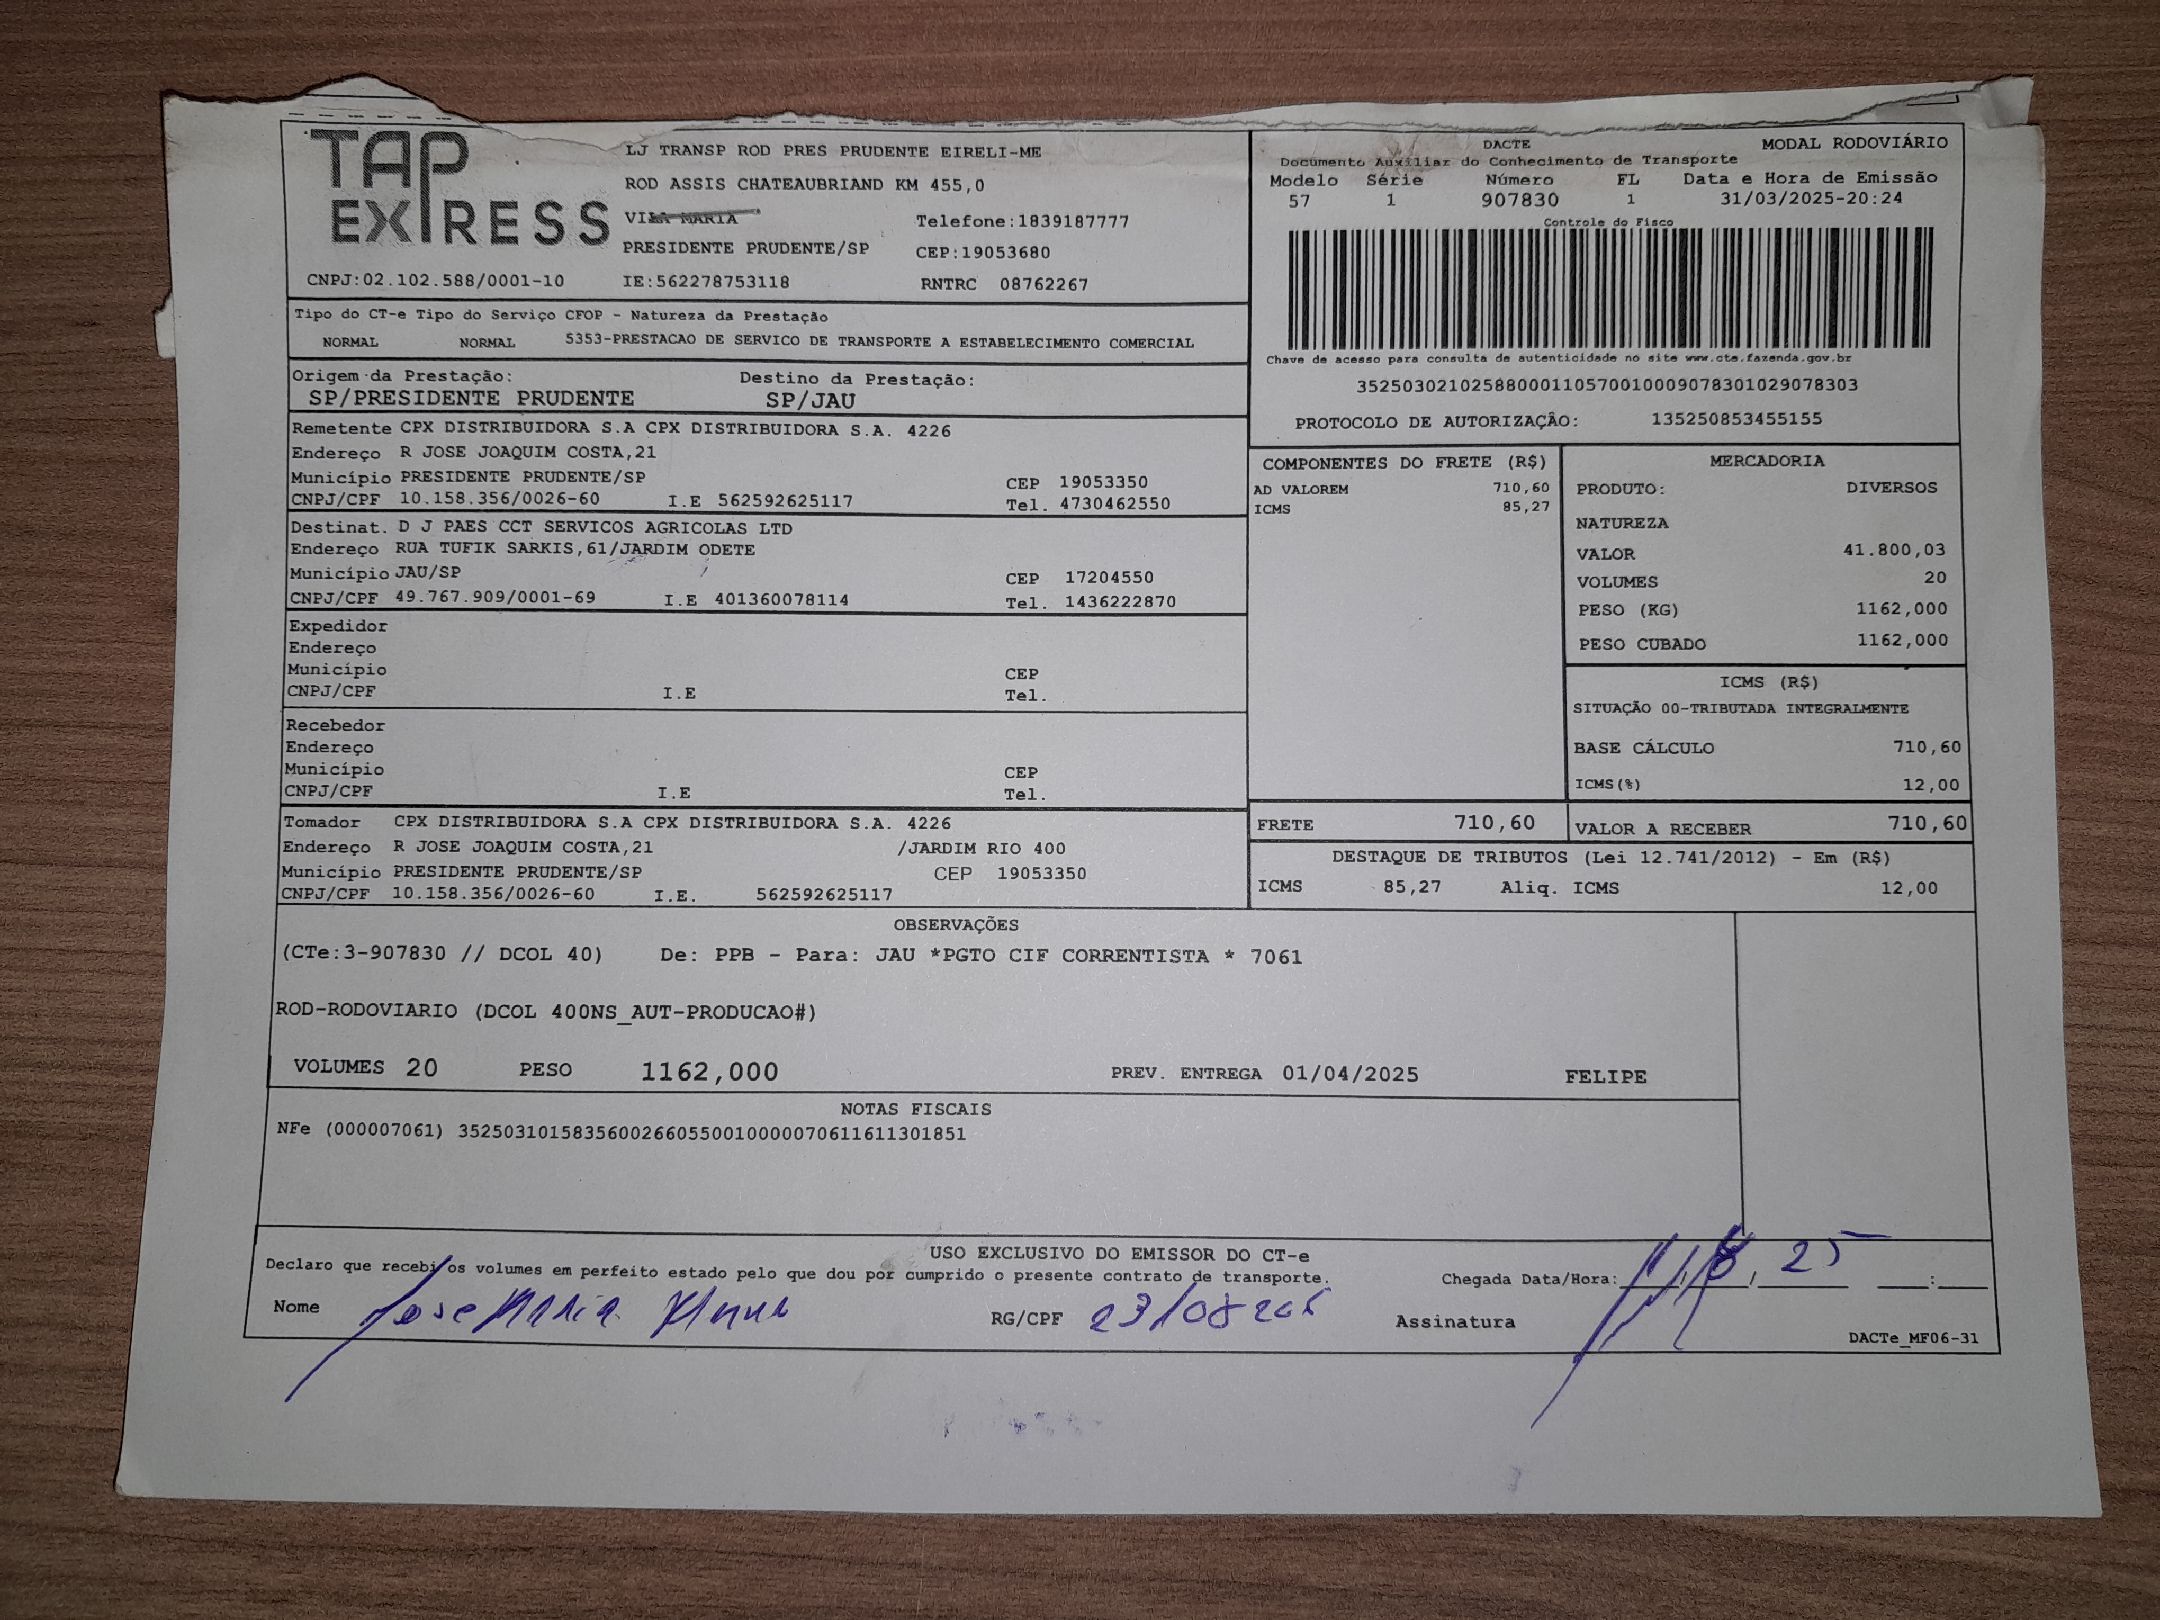 TAP EXPRESS
LJ TRANSP ROD PRES PRUDENTE EIRELI-ME
ROD ASSIS CHATEAUBRIAND KM 455,0
VILA MARIA Telefone:1839187777
PRESIDENTE PRUDENTE/SP CEP:19053680
CNPJ:02.102.588/0001-10 IE:562278753118 RNTRC 08762267
DACTE MODAL RODOVIÁRIO
Documento Auxiliar do Conhecimento de Transporte
Modelo Série Número FL Data e Hora de Emissão
57 1 907830 1 31/03/2025-20:24
Controle do Fisco
Chave de acesso para consulta de autenticidade no site www.cte.fazenda.gov.br
35250302102588000110570010009078301029078303
PROTOCOLO DE AUTORIZAÇÃO: 135250853455155
Tipo do CT-e Tipo do Serviço CFOP - Natureza da Prestação
NORMAL NORMAL 5353-PRESTACAO DE SERVICO DE TRANSPORTE A ESTABELECIMENTO COMERCIAL
Origem da Prestação: Destino da Prestação:
SP/PRESIDENTE PRUDENTE SP/JAU
Remetente CPX DISTRIBUIDORA S.A CPX DISTRIBUIDORA S.A. 4226
Endereço R JOSE JOAQUIM COSTA,21
Município PRESIDENTE PRUDENTE/SP CEP 19053350
CNPJ/CPF 10.158.356/0026-60 I.E 562592625117 Tel. 4730462550
Destinat. D J PAES CCT SERVICOS AGRICOLAS LTD
Endereço RUA TUFIK SARKIS,61/JARDIM ODETE
Município JAU/SP CEP 17204550
CNPJ/CPF 49.767.909/0001-69 I.E 401360078114 Tel. 1436222870
Expedidor
Endereço
Município CEP
CNPJ/CPF I.E Tel.
Recebedor
Endereço
Município CEP
CNPJ/CPF I.E Tel.
Tomador CPX DISTRIBUIDORA S.A CPX DISTRIBUIDORA S.A. 4226
Endereço R JOSE JOAQUIM COSTA,21 /JARDIM RIO 400
Município PRESIDENTE PRUDENTE/SP CEP 19053350
CNPJ/CPF 10.158.356/0026-60 I.E. 562592625117
COMPONENTES DO FRETE (R$)
AD VALOREM 710,60
ICMS 85,27
MERCADORIA
PRODUTO: DIVERSOS
NATUREZA
VALOR 41.800,03
VOLUMES 20
PESO (KG) 1162,000
PESO CUBADO 1162,000
ICMS (R$)
SITUAÇÃO 00-TRIBUTADA INTEGRALMENTE
BASE CÁLCULO 710,60
ICMS(%) 12,00
FRETE 710,60 VALOR A RECEBER 710,60
DESTAQUE DE TRIBUTOS (Lei 12.741/2012) - Em (R$)
ICMS 85,27 Aliq. ICMS 12,00
OBSERVAÇÕES
(CTe:3-907830 // DCOL 40) De: PPB - Para: JAU *PGTO CIF CORRENTISTA * 7061
ROD-RODOVIARIO (DCOL 400NS_AUT-PRODUCAO#)
VOLUMES 20 PESO 1162,000 PREV. ENTREGA 01/04/2025 FELIPE
NOTAS FISCAIS
NFe (000007061) 35250310158356002660550010000070611611301851
USO EXCLUSIVO DO EMISSOR DO CT-e
Declaro que recebi os volumes em perfeito estado pelo que dou por cumprido o presente contrato de transporte.
Chegada Data/Hora: / / 25 :
Nome Jose Maria RG/CPF Assinatura
DACTe_MF06-31